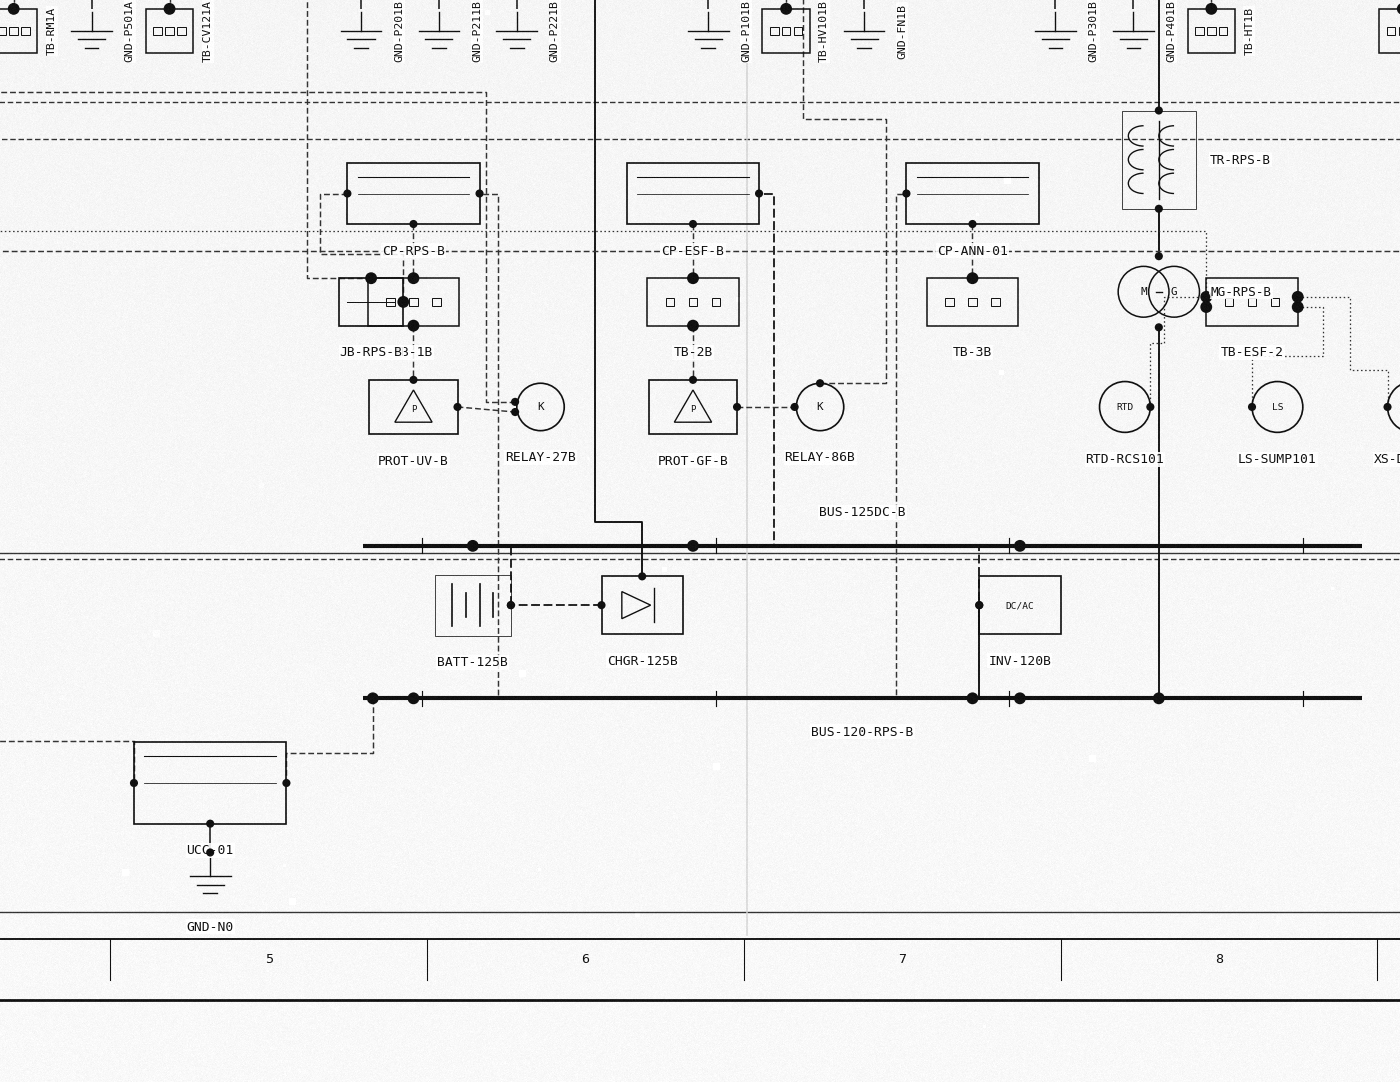 TB-RM1A
GND-P501A
TB-CV121A
GND-P201B
GND-P211B
GND-P221B
GND-P101B
TB-HV101B
GND-FN1B
GND-P301B
GND-P401B
TB-HT1B
TR-RPS-B
CP-RPS-B
CP-ESF-B
CP-ANN-01
M
G
MG-RPS-B
JB-RPS-B
3-1B
TB-2B
TB-3B
TB-ESF-2
P
K
P
K
RTD
LS
PROT-UV-B
RELAY-27B
PROT-GF-B
RELAY-86B
RTD-RCS101
LS-SUMP101
XS-D
BUS-125DC-B
DC/AC
BATT-125B
CHGR-125B
INV-120B
BUS-120-RPS-B
UCC-01
GND-N0
5
6
7
8